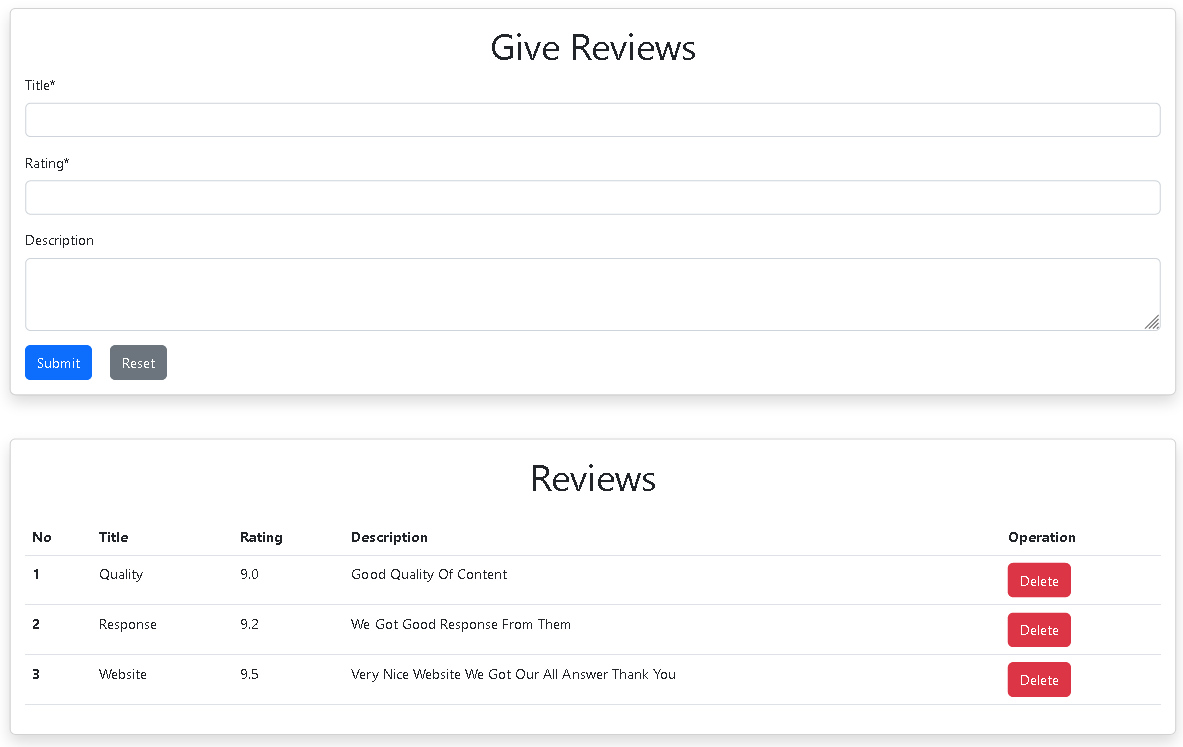 Give Reviews
Title*
Rating*
Description
Submit Reset
Reviews
No Title Rating Description Operation
1 Quality 9.0 Good Quality Of Content Delete
2 Response 9.2 We Got Good Response From Them Delete
3 Website 9.5 Very Nice Website We Got Our All Answer Thank You Delete